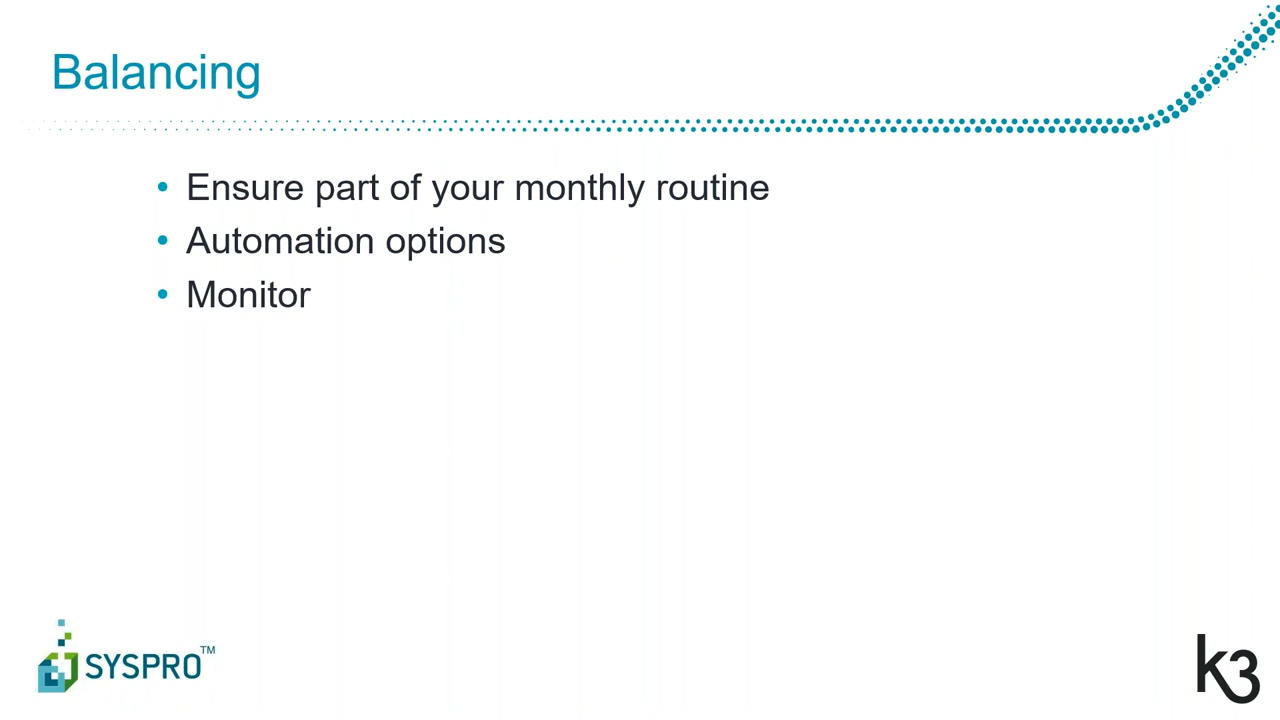 Balancing
• Ensure part of your monthly routine
• Automation options
• Monitor
SYSPRO™
k3